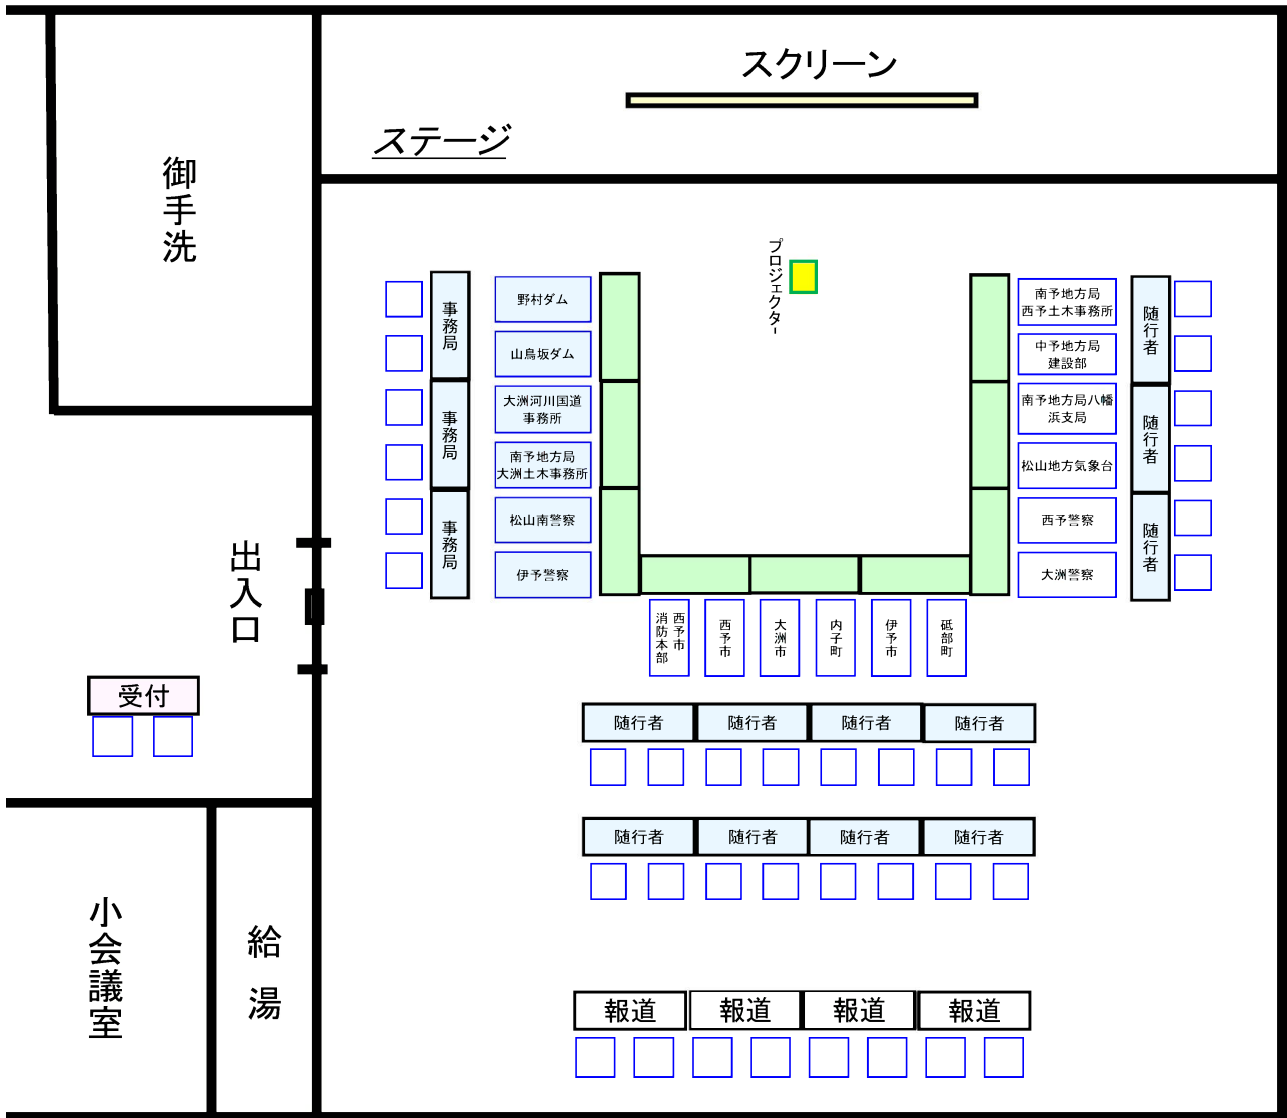 スクリーン
ステージ
御手洗
プロジェクター
事務局
事務局
事務局
野村ダム
山鳥坂ダム
大洲河川国道
事務所
南予地方局
大洲土木事務所
松山南警察
伊予警察
南予地方局
西予土木事務所
中予地方局
建設部
南予地方局八幡
浜支局
松山地方気象台
西予警察
大洲警察
随行者
随行者
随行者
西予市
消防本部
西予市
大洲市
内子町
伊予市
砥部町
出入口
受付
随行者
随行者
随行者
随行者
随行者
随行者
随行者
随行者
小会議室
給湯
報道
報道
報道
報道